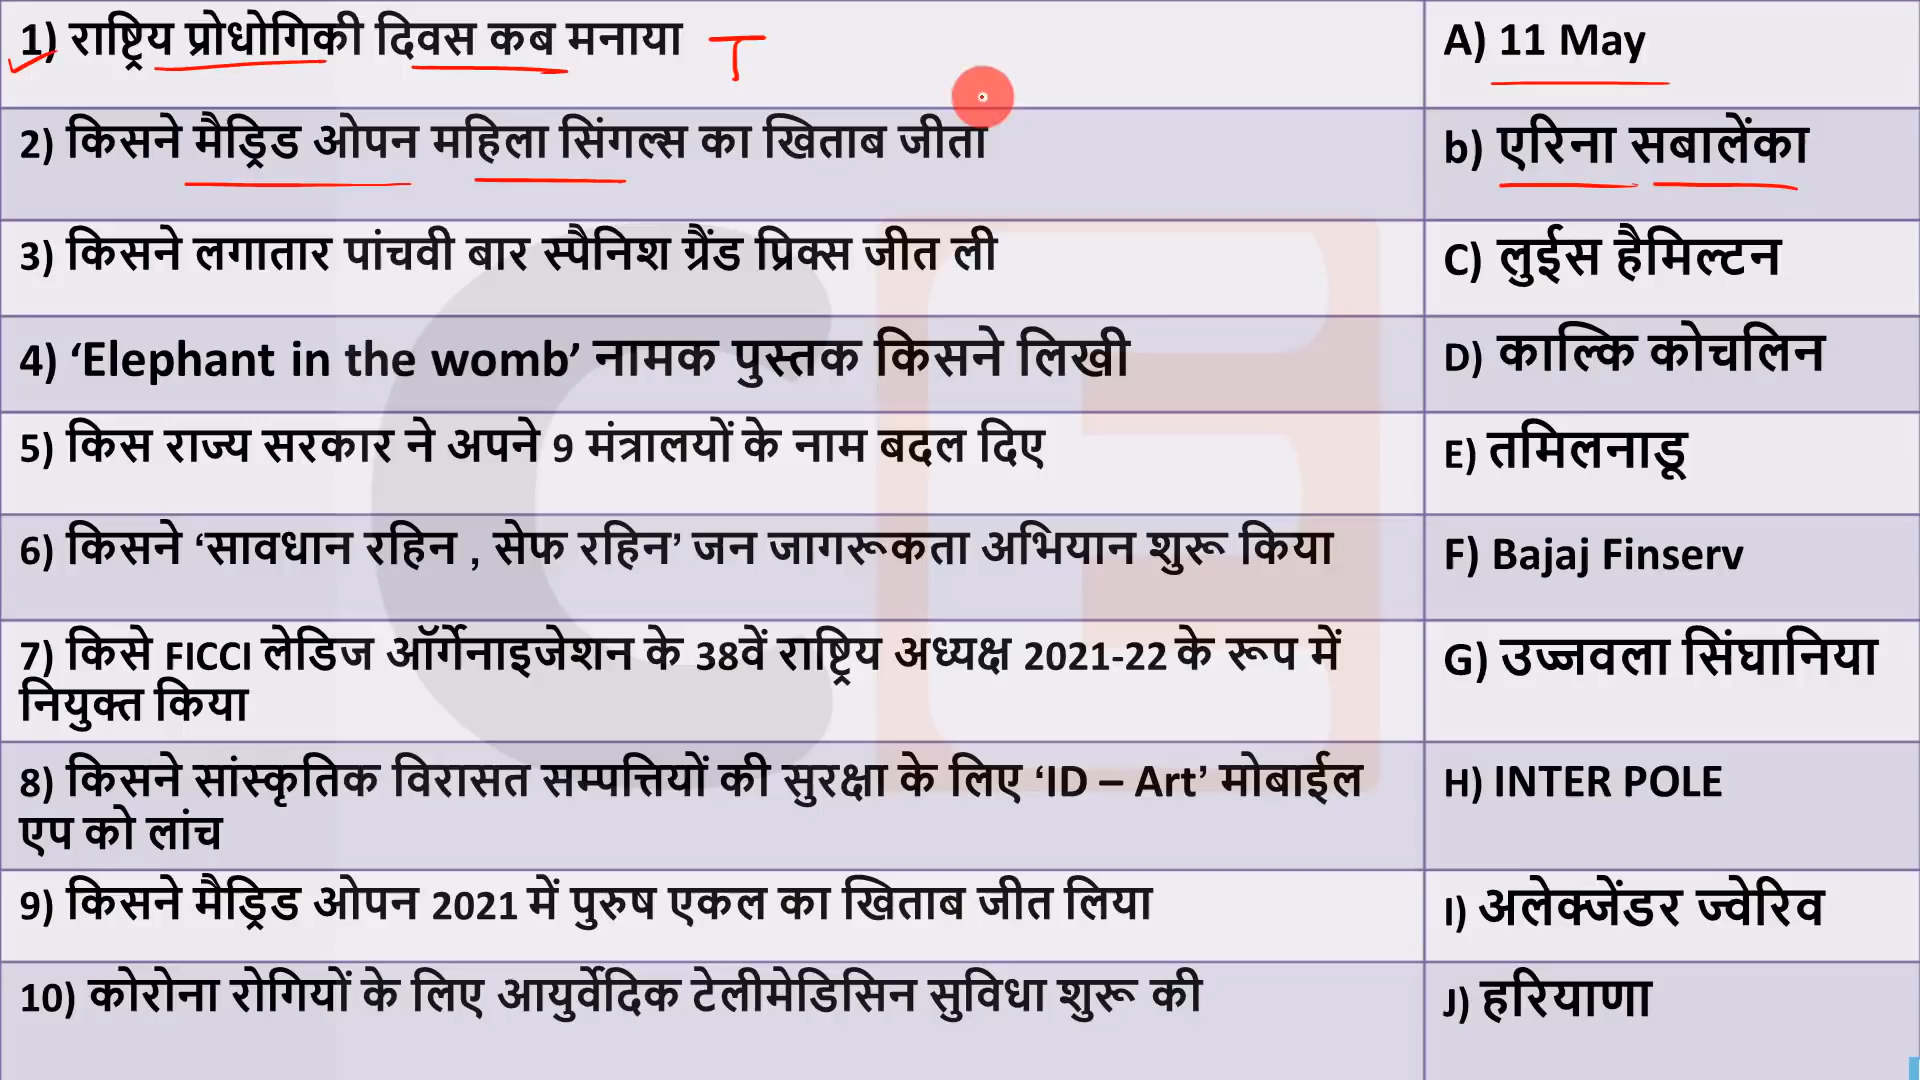 1) राष्ट्रिय प्रोधोगिकी दिवस कब मनाया T
A) 11 May
2) किसने मैड्रिड ओपन महिला सिंगल्स का खिताब जीता
b) एरिना सबालेंका
3) किसने लगातार पांचवी बार स्पैनिश ग्रैंड प्रिक्स जीत ली
C) लुईस हैमिल्टन
4) ‘Elephant in the womb’ नामक पुस्तक किसने लिखी
D) काल्कि कोचलिन
5) किस राज्य सरकार ने अपने 9 मंत्रालयों के नाम बदल दिए
E) तमिलनाडू
6) किसने ‘सावधान रहिन , सेफ रहिन’ जन जागरूकता अभियान शुरू किया
F) Bajaj Finserv
7) किसे FICCI लेडिज ऑर्गेनाइजेशन के 38वें राष्ट्रिय अध्यक्ष 2021-22 के रूप में
नियुक्त किया
G) उज्जवला सिंघानिया
8) किसने सांस्कृतिक विरासत सम्पत्तियों की सुरक्षा के लिए ‘ID – Art’ मोबाईल
एप को लांच
H) INTER POLE
9) किसने मैड्रिड ओपन 2021 में पुरुष एकल का खिताब जीत लिया
I) अलेक्जेंडर ज्वेरिव
10) कोरोना रोगियों के लिए आयुर्वेदिक टेलीमेडिसिन सुविधा शुरू की
J) हरियाणा